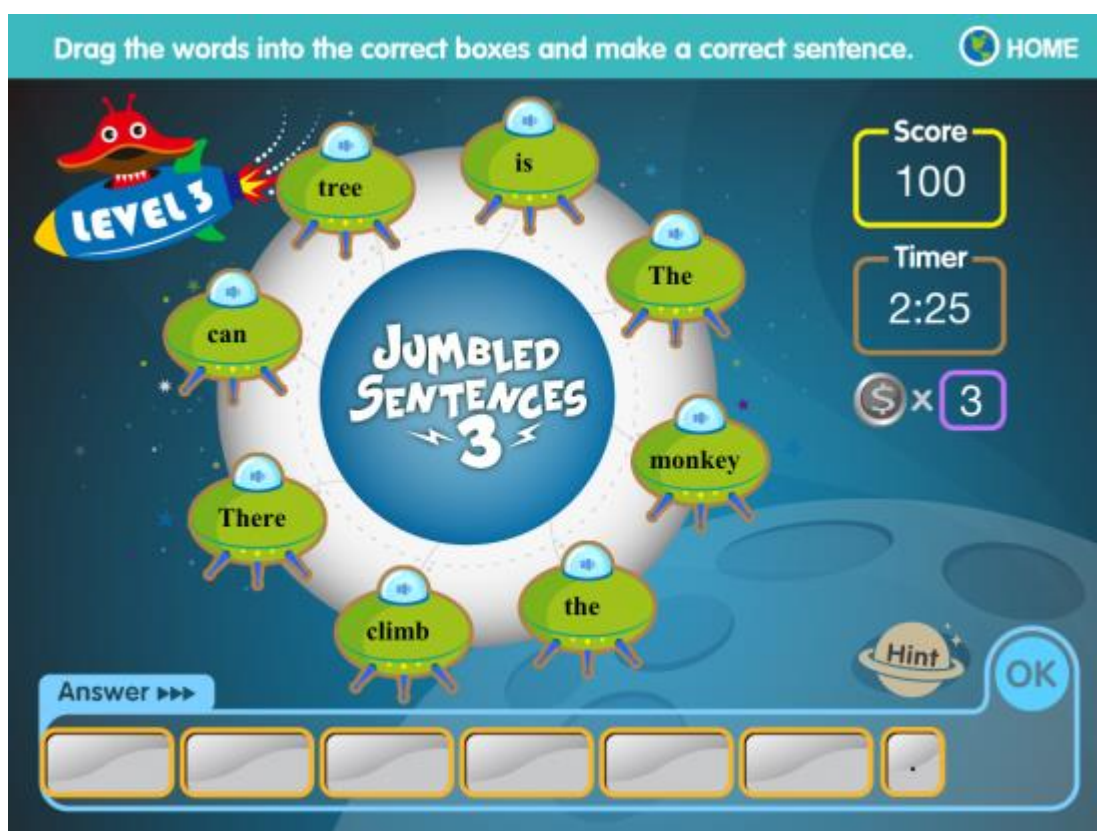 Drag the words into the correct boxes and make a correct sentence.
HOME
LEVEL 3
tree
is
The
can
monkey
There
the
climb
JUMBLED
SENTENCES
3
Score
100
Timer
2:25
$ x 3
Hint
OK
Answer ▸▸▸
.